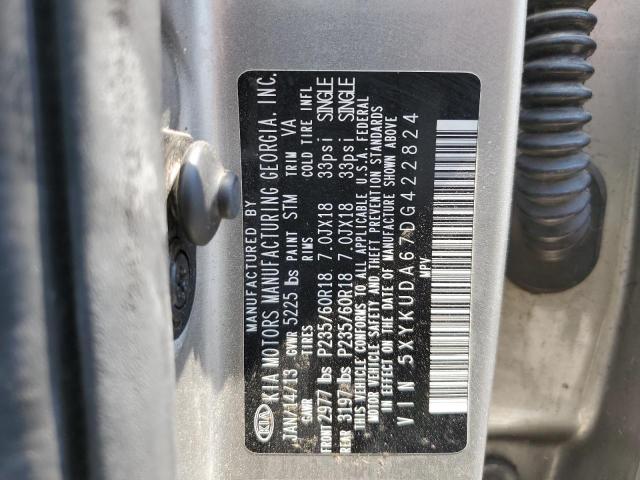 MANUFACTURED BY
KIA KIA MOTORS MANUFACTURING GEORGIA, INC.
JAN/14/13 GVWR 5225 lbs PAINT STM TRIM VA
GAWR TIRES RIMS COLD TIRE INFL
FRONT 2977 lbs P235/60R18 7.0JX18 33psi SINGLE
REAR 3197 lbs P235/60R18 7.0JX18 33psi SINGLE
THIS VEHICLE CONFORMS TO ALL APPLICABLE U.S.A. FEDERAL
MOTOR VEHICLE SAFETY AND THEFT PREVENTION STANDARDS
IN EFFECT ON THE DATE OF MANUFACTURE SHOWN ABOVE
VIN 5XYKUDA67DG422824
MPV